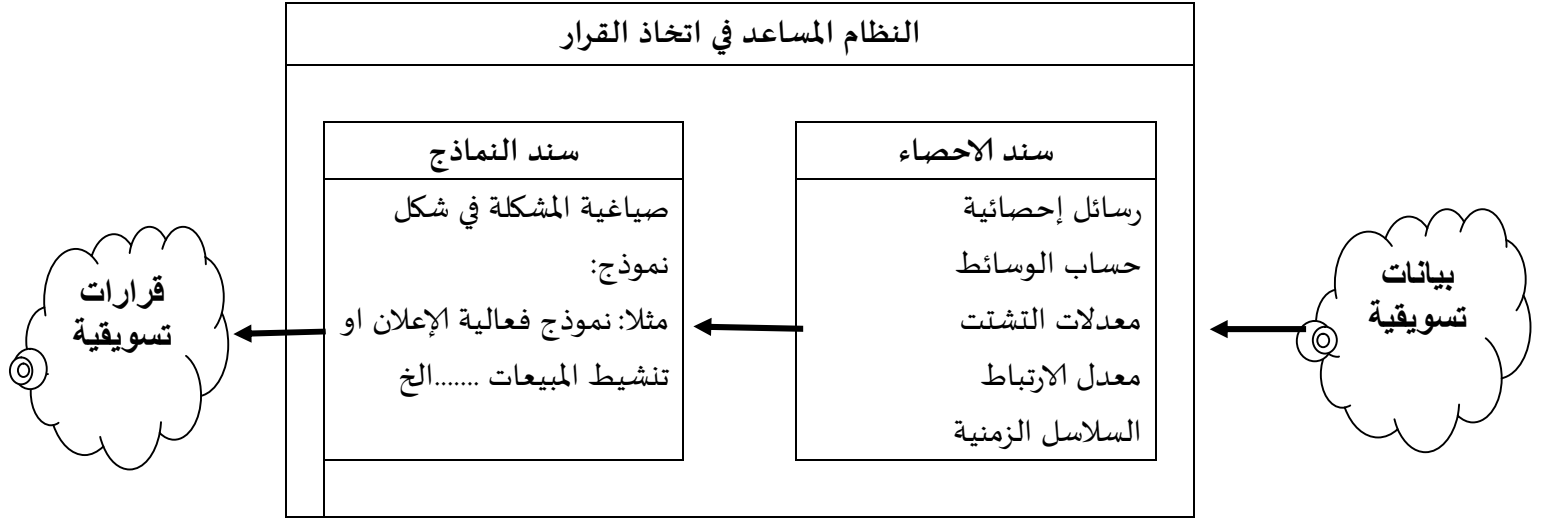 النظام المساعد في اتخاذ القرار
بيانات
تسويقية
سند الاحصاء
رسائل إحصائية
حساب الوسائط
معدلات التشتت
معدل الارتباط
السلاسل الزمنية
سند النماذج
صياغية المشكلة في شكل
نموذج:
مثلا: نموذج فعالية الإعلان او
تنشيط المبيعات .......الخ
قرارات
تسويقية